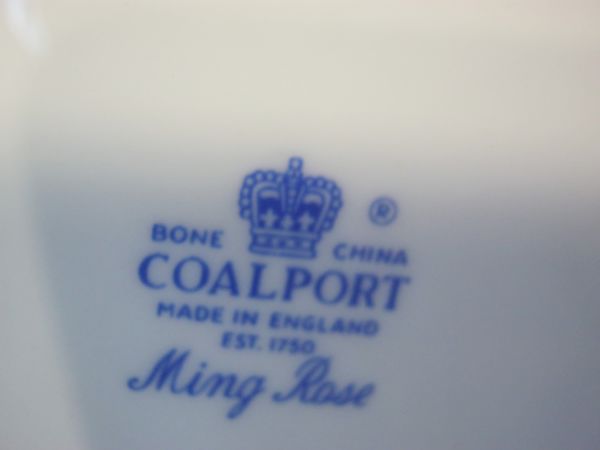 ®
BONE CHINA
COALPORT
MADE IN ENGLAND
EST. 1750
Ming Rose